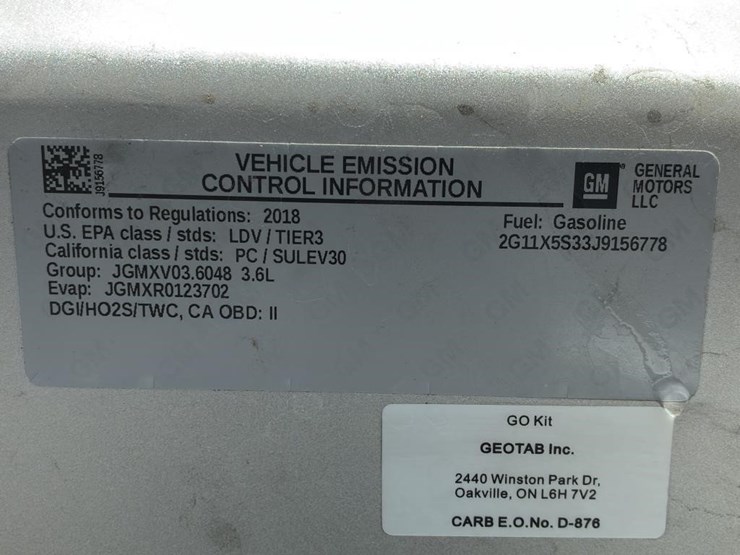 J9156778
VEHICLE EMISSION
CONTROL INFORMATION
GM
GENERAL
MOTORS
LLC
Conforms to Regulations: 2018
U.S. EPA class / stds: LDV / TIER3
California class / stds: PC / SULEV30
Group: JGMXV03.6048 3.6L
Evap: JGMXR0123702
DGI/HO2S/TWC, CA OBD: II
Fuel: Gasoline
2G11X5S33J9156778
GO Kit
GEOTAB Inc.
2440 Winston Park Dr,
Oakville, ON L6H 7V2
CARB E.O.No. D-876